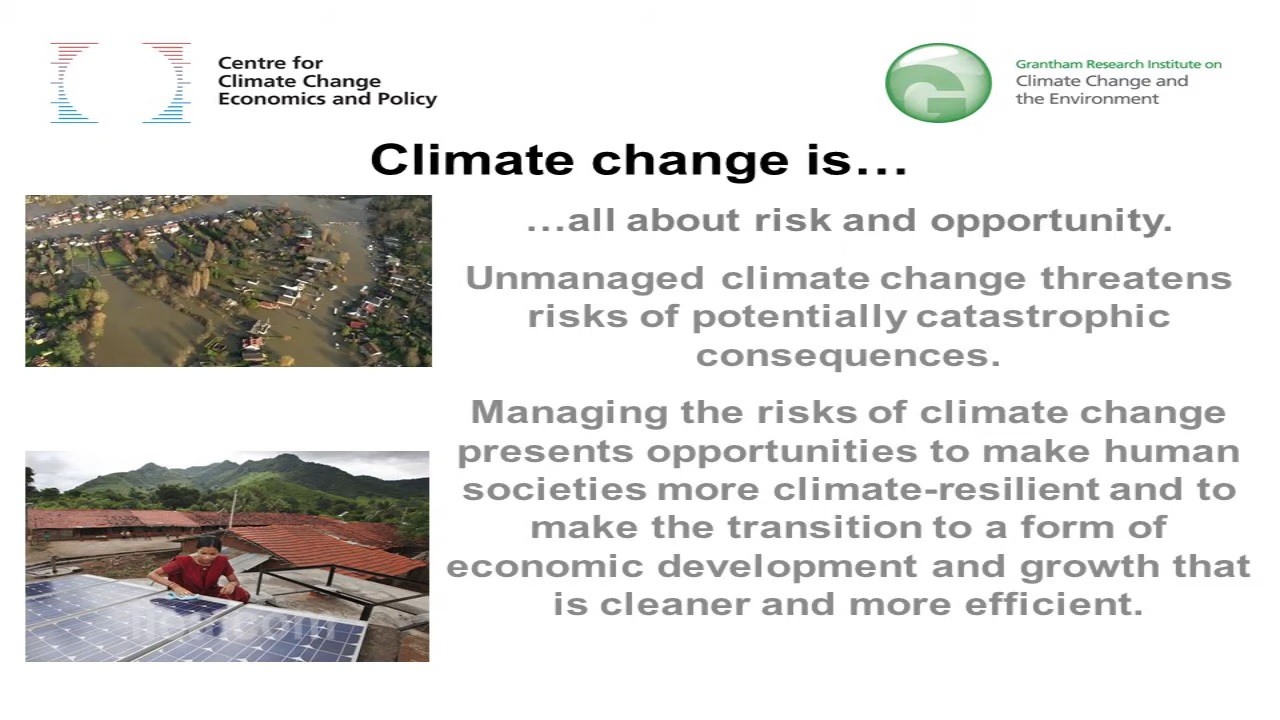 Centre for
Climate Change
Economics and Policy
Grantham Research Institute on
Climate Change and
the Environment
Climate change is…
…all about risk and opportunity.
Unmanaged climate change threatens
risks of potentially catastrophic
consequences.
Managing the risks of climate change
presents opportunities to make human
societies more climate-resilient and to
make the transition to a form of
economic development and growth that
is cleaner and more efficient.